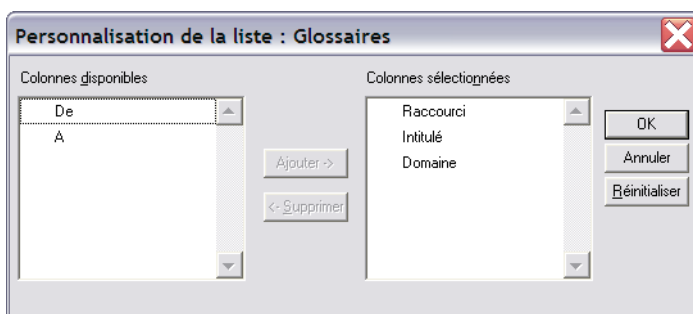 Personnalisation de la liste : Glossaires
Colonnes disponibles
De
A
Ajouter ->
<- Supprimer
Colonnes sélectionnées
Raccourci
Intitulé
Domaine
OK
Annuler
Réinitialiser